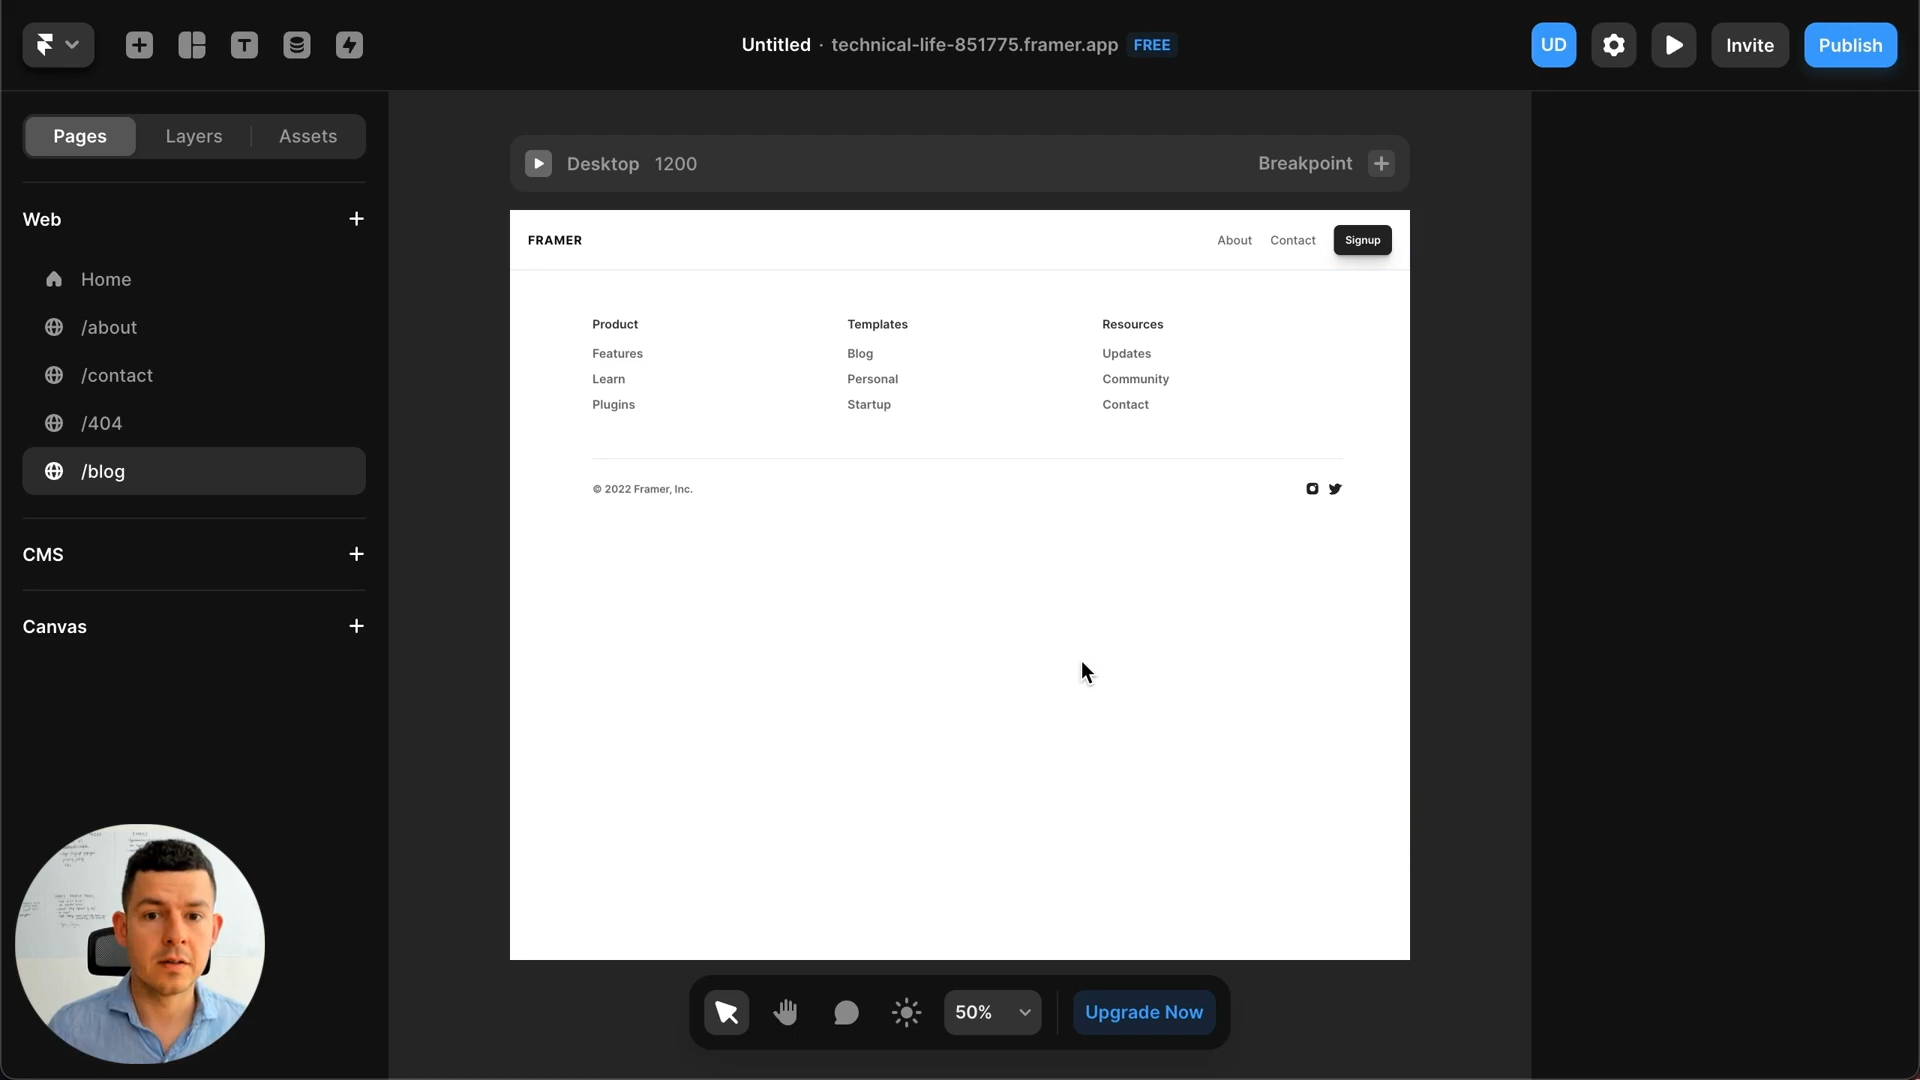 Untitled · technical-life-851775.framer.app FREE
UD
Invite
Publish
Pages
Layers
Assets
Web
Home
/about
/contact
/404
/blog
CMS
Canvas
Desktop 1200
Breakpoint
FRAMER
About
Contact
Signup
Product
Features
Learn
Plugins
Templates
Blog
Personal
Startup
Resources
Updates
Community
Contact
© 2022 Framer, Inc.
50%
Upgrade Now